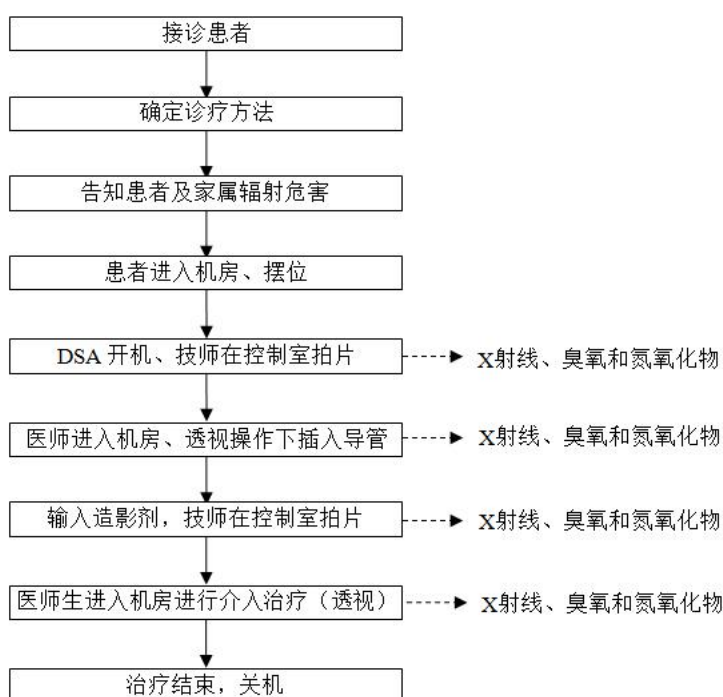 接诊患者
确定诊疗方法
告知患者及家属辐射危害
患者进入机房、摆位
DSA 开机、技师在控制室拍片
X射线、臭氧和氮氧化物
医师进入机房、透视操作下插入导管
X射线、臭氧和氮氧化物
输入造影剂，技师在控制室拍片
X射线、臭氧和氮氧化物
医师生进入机房进行介入治疗（透视）
X射线、臭氧和氮氧化物
治疗结束，关机